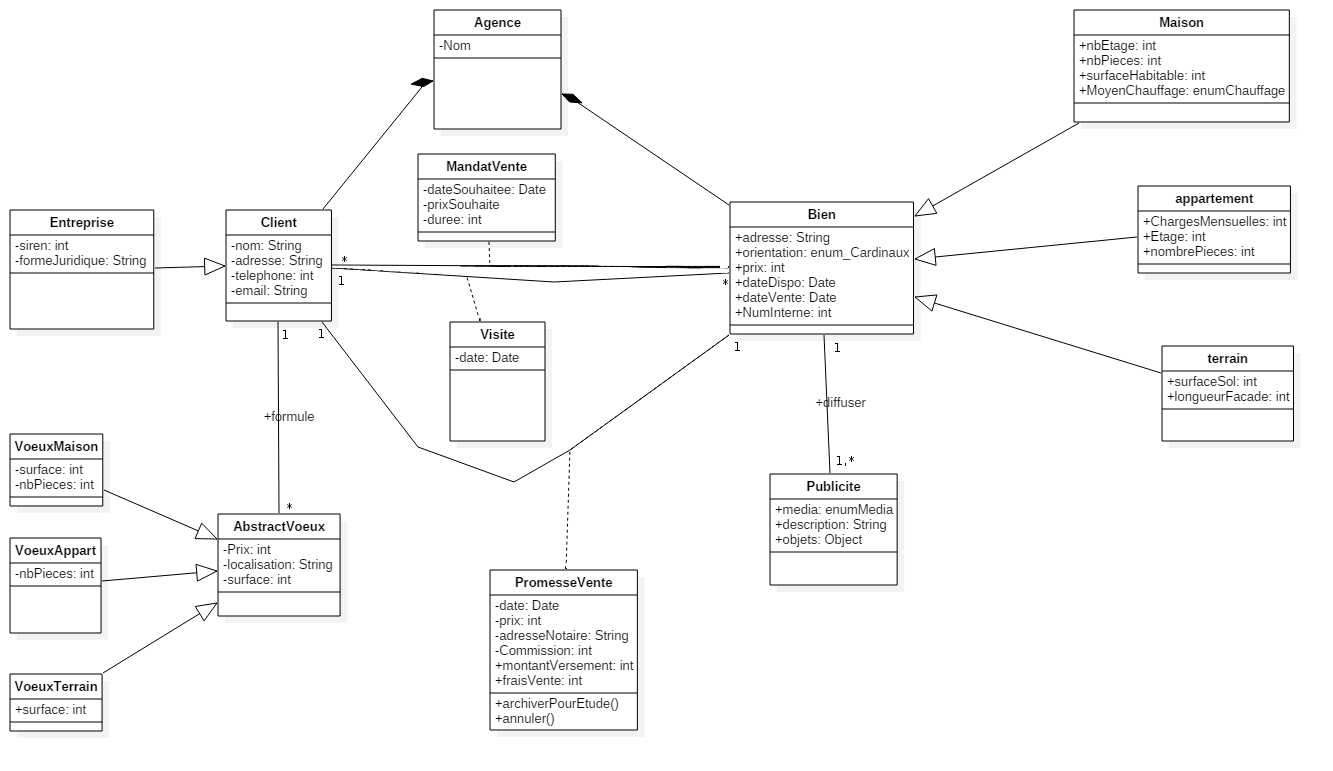 Agence
-Nom
Maison
+nbEtage: int
+nbPieces: int
+surfaceHabitable: int
+MoyenChauffage: enumChauffage
MandatVente
-dateSouhaitee: Date
-prixSouhaite
-duree: int
appartement
+ChargesMensuelles: int
+Etage: int
+nombrePieces: int
Entreprise
-siren: int
-formeJuridique: String
Client
-nom: String
-adresse: String
-telephone: int
-email: String
*
1
Bien
+adresse: String
+orientation: enum_Cardinaux
+prix: int
+dateDispo: Date
+dateVente: Date
+NumInterne: int
*
1
1
1
1
Visite
-date: Date
terrain
+surfaceSol: int
+longueurFacade: int
+formule
+diffuser
1,*
VoeuxMaison
-surface: int
-nbPieces: int
*
AbstractVoeux
-Prix: int
-localisation: String
-surface: int
Publicite
+media: enumMedia
+description: String
+objets: Object
VoeuxAppart
-nbPieces: int
PromesseVente
-date: Date
-prix: int
-adresseNotaire: String
-Commission: int
+montantVersement: int
+fraisVente: int
+archiverPourEtude()
+annuler()
VoeuxTerrain
+surface: int